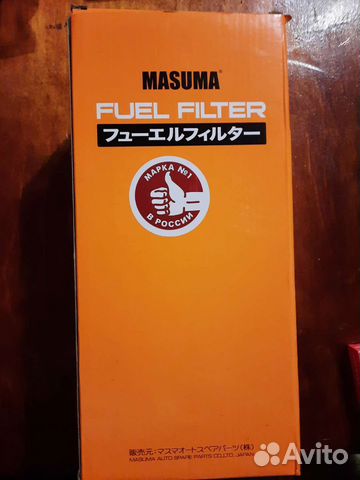 MASUMA®
FUEL FILTER
フューエルフィルター
МАРКА №1
В РОССИИ
販売元:マスマオートスペアパーツ(株)
MASUMA AUTO SPARE PARTS CO.,LTD. JAPAN
Avito